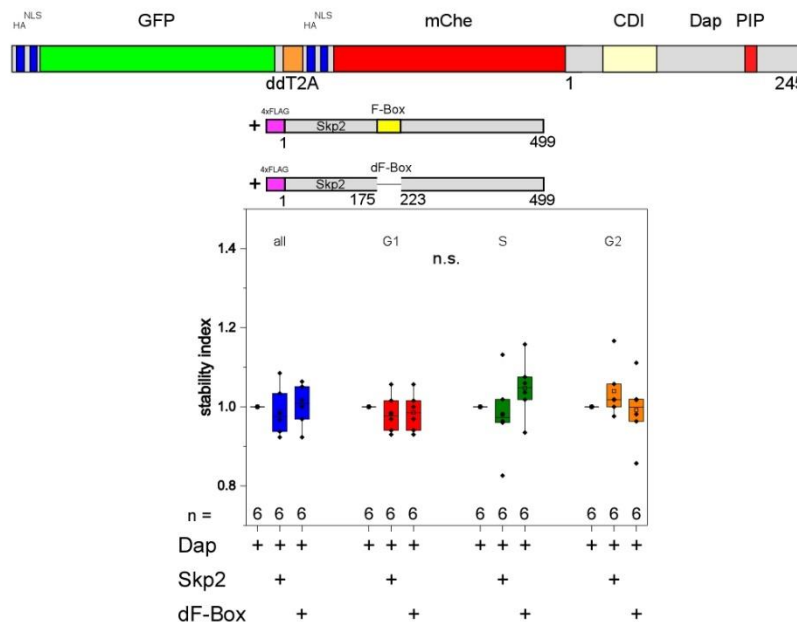 HA NLS GFP HA NLS mChe CDI Dap PIP
ddT2A 1 245
F-Box
4xFLAG
+ Skp2
1 499
dF-Box
4xFLAG
+ Skp2
1 175 223 499
all G1 S G2
n.s.
1.4
1.2
1.0
0.8
stability index
n = 6 6 6 6 6 6 6 6 6 6 6 6
Dap + + + + + + + + + + + +
Skp2 + + + +
dF-Box + + + +